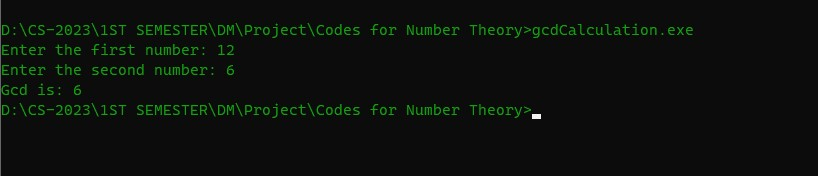 D:\CS-2023\1ST SEMESTER\DM\Project\Codes for Number Theory>gcdCalculation.exe
Enter the first number: 12
Enter the second number: 6
Gcd is: 6
D:\CS-2023\1ST SEMESTER\DM\Project\Codes for Number Theory>